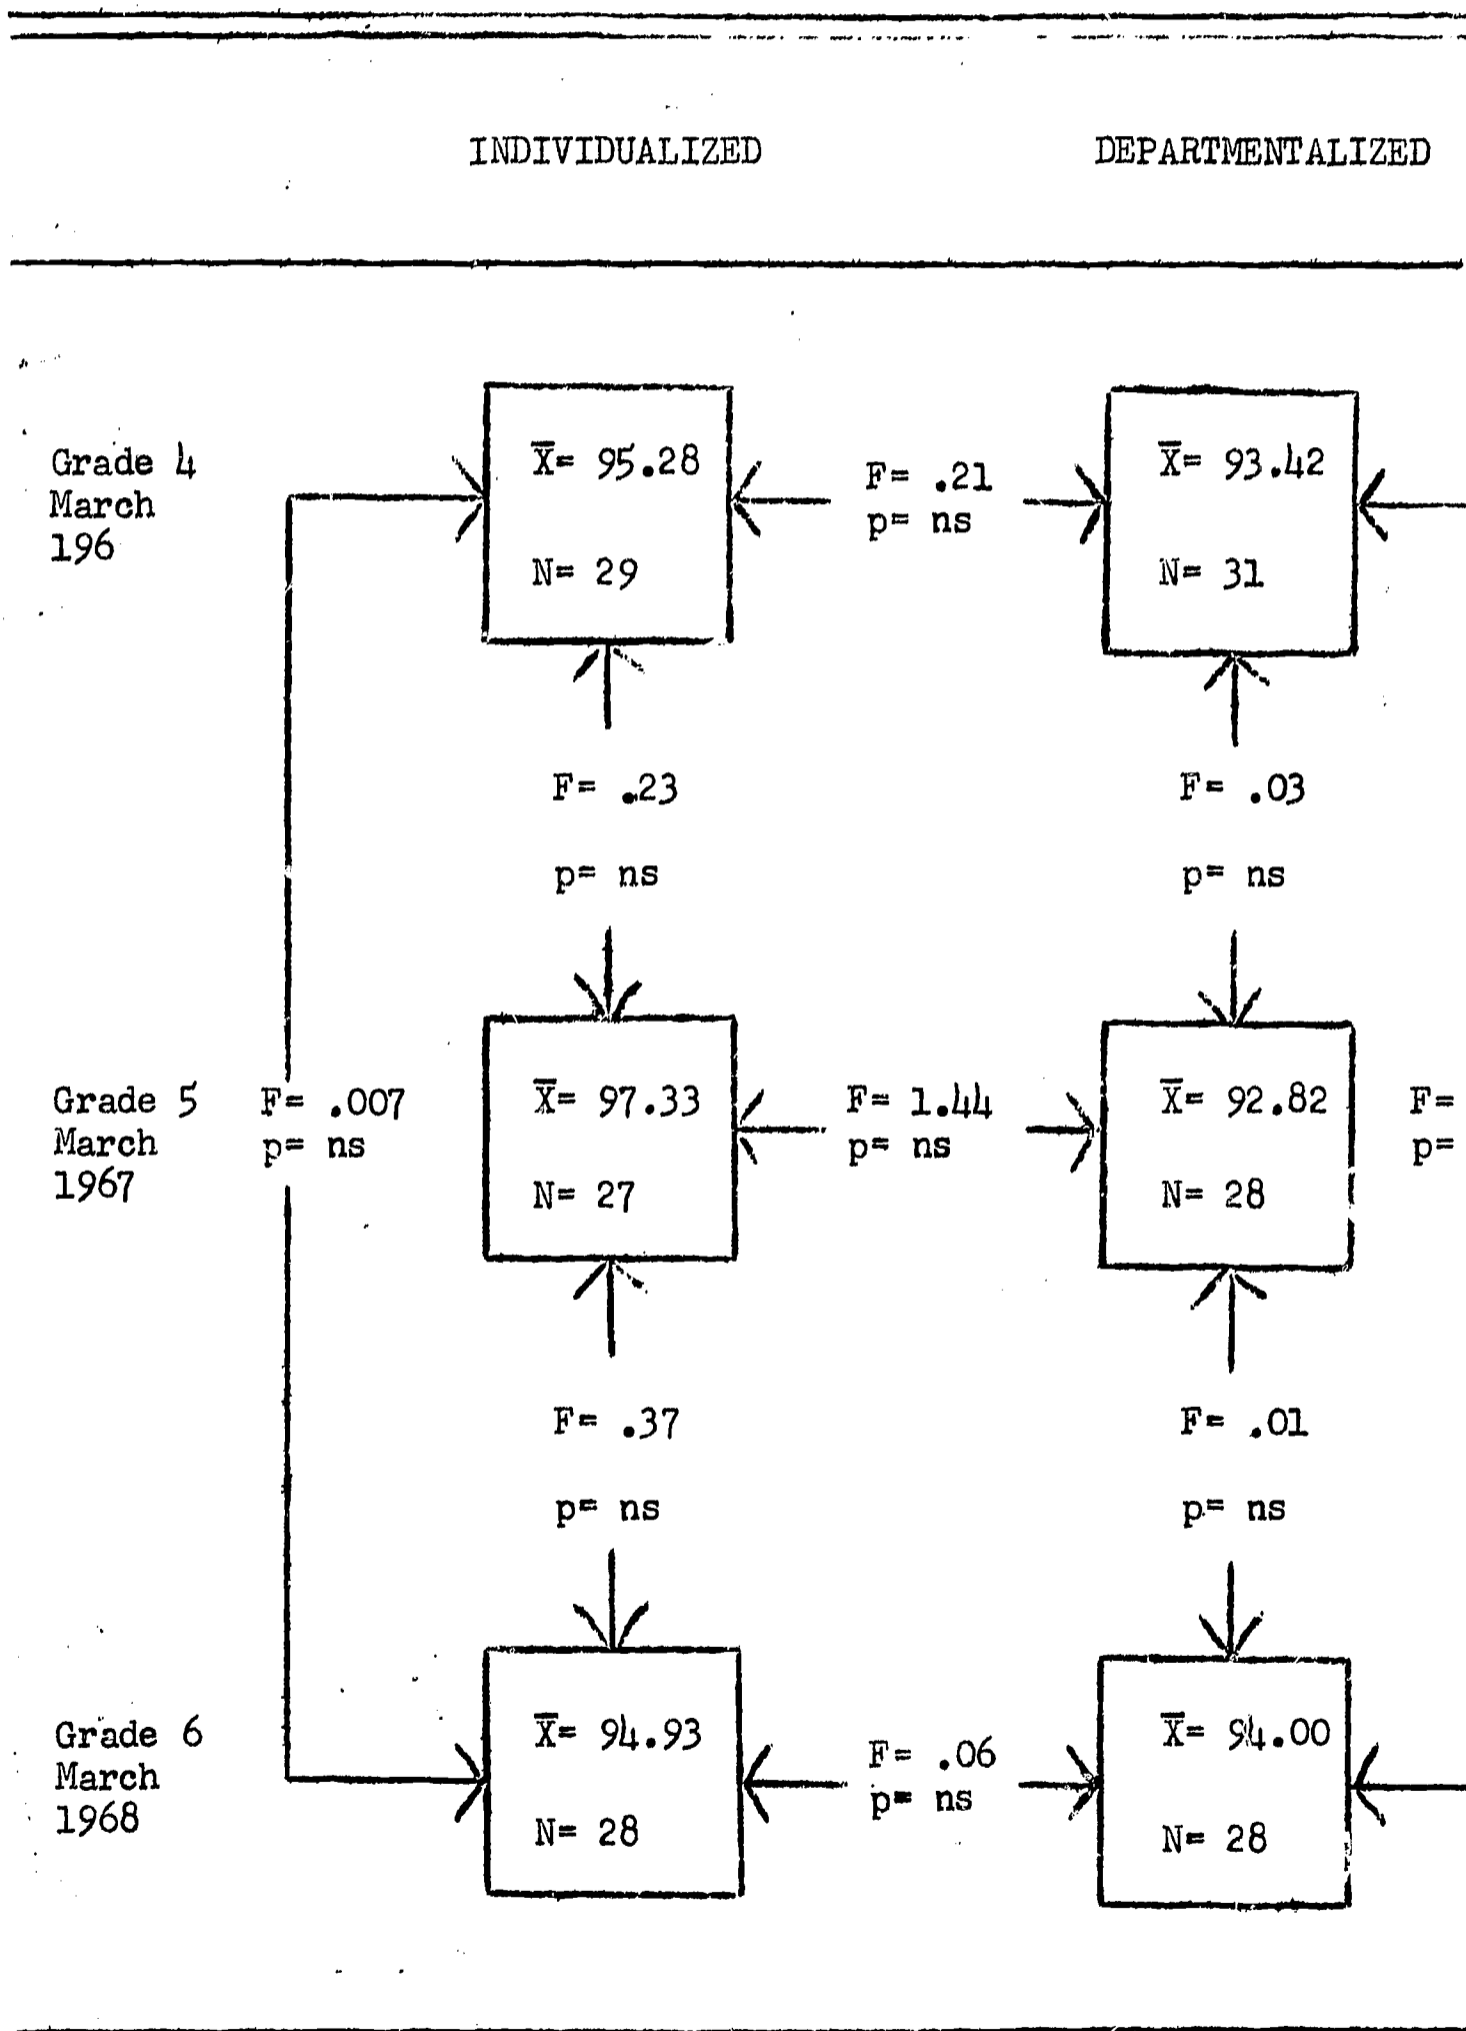 INDIVIDUALIZED DEPARTMENTALIZED
Grade 4
March
196
X̅= 95.28
N= 29
F= .21
p= ns
X̅= 93.42
N= 31
F= .23
p= ns
F= .03
p= ns
Grade 5
March
1967
F= .007
p= ns
X̅= 97.33
N= 27
F= 1.44
p= ns
X̅= 92.82
N= 28
F=
p=
F= .37
p= ns
F= .01
p= ns
Grade 6
March
1968
X̅= 94.93
N= 28
F= .06
p= ns
X̅= 94.00
N= 28